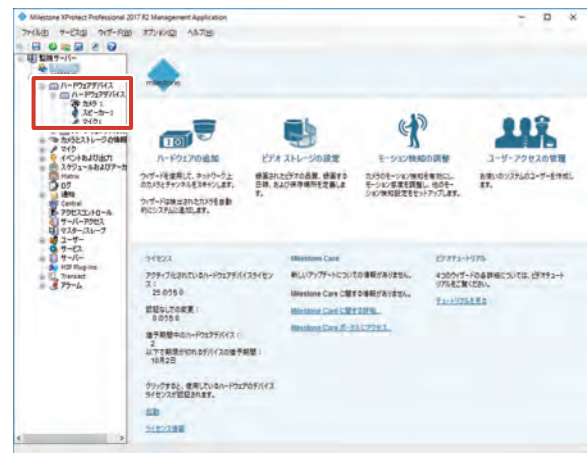 Milestone XProtect Professional 2017 R2 Management Application
ファイル(E) サービス(S) ウィザード(W) オプション(O) ヘルプ(H)
監視サーバー
ハードウェアデバイス
ハードウェアデバイス
カメラ 1
スピーカー1
マイク1
カメラとストレージの情報
マイク
イベントおよび出力
スケジュールおよびアーカ
Matrix
ログ
通知
Central
アクセスコントロール
サーバーアクセス
マスター/スレーブ
ユーザー
サービス
サーバー
MIP Plug-ins
Transact
アラーム
milestone
ハードウェアの追加
ウィザードを使用して、ネットワーク上
のカメラとチャンネルをスキャンします。
ウィザードは検出されたカメラを自動
的にシステムに追加します。
ビデオ ストレージの設定
録画されたビデオの品質、録画する
日時、および保存場所を定義しま
す。
モーション検知の調整
カメラのモーション検知を有効にし、
モーション感度を調整し、他のモー
ション検知設定をセットアップします。
ユーザーアクセスの管理
お使いのシステムのユーザーを作成し
ます。
ライセンス
アクティブ化されているハードウェアデバイスライセン
ス:
25 のうち 0
認証なしでの変更:
0 のうち 0
猶予期間中のハードウェアデバイス:
2
以下で期限が切れるデバイスの猶予期間:
10月2日
クリックすると、使用しているハードウェアのデバイス
ライセンスが認証されます。
起動
ライセンス情報
Milestone Care
新しいアップデートについての情報がありません。
Milestone Care に関する情報がありません。
Milestone Care に関する詳細...
Milestone Care ポータルにアクセス...
ビデオチュートリアル
4つのウィザードの各詳細については、ビデオチュート
リアルをご覧ください。
チュートリアルを見る